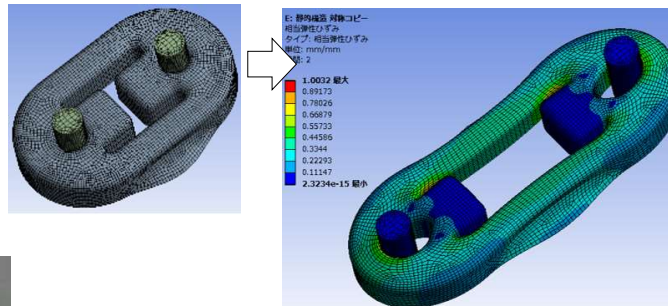 E: 静的構造 対称コピー
相当弾性ひずみ
タイプ: 相当弾性ひずみ
単位: mm/mm
: 2
1.0032 最大
0.89173
0.78026
0.66879
0.55733
0.44586
0.3344
0.22293
0.11147
2.3234e-15 最小